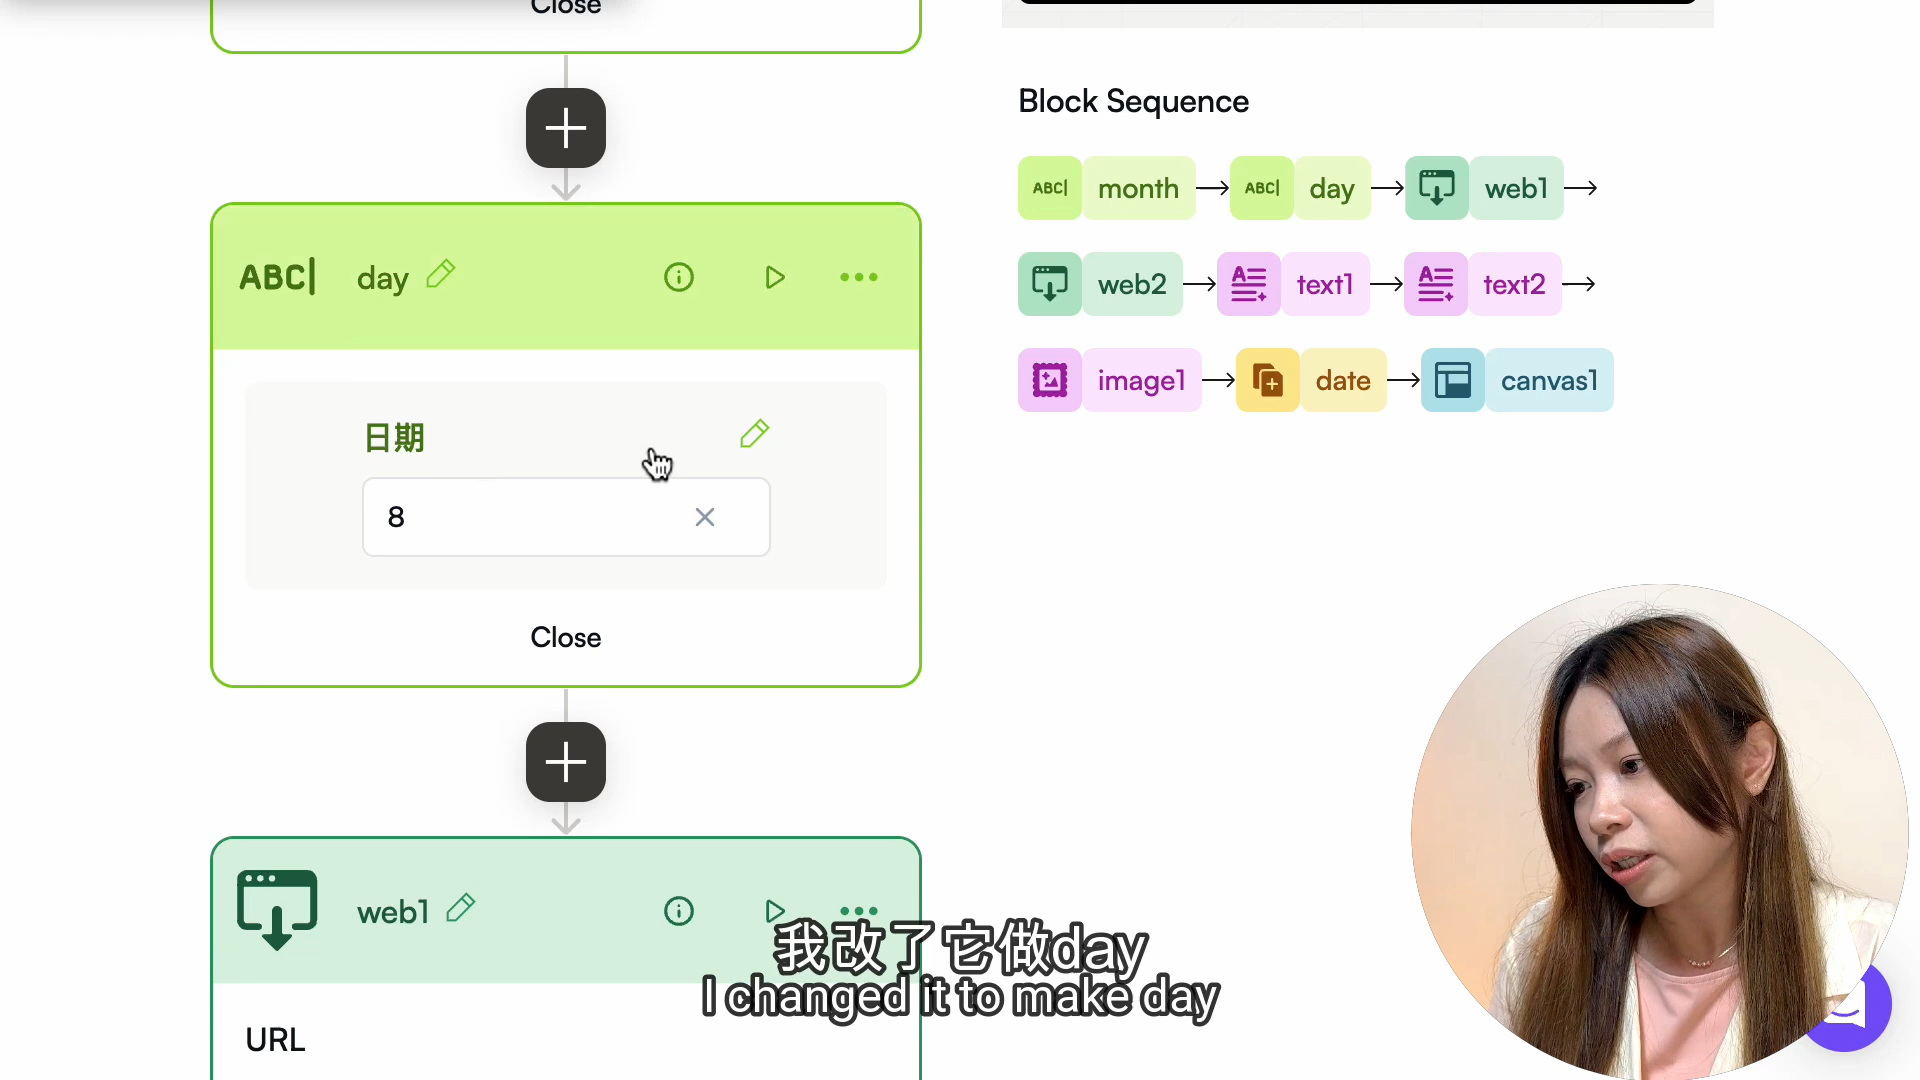 Close
ABC
day
日期
8
Close
web1
URL
Block Sequence
ABC month ABC day web1
web2 text1 text2
image1 date canvas1
我改了它做day
I changed it to make day